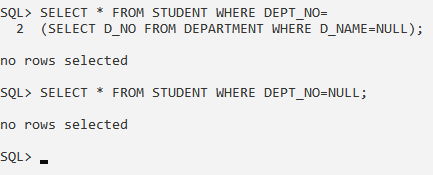 SQL> SELECT * FROM STUDENT WHERE DEPT_NO=
  2  (SELECT D_NO FROM DEPARTMENT WHERE D_NAME=NULL);
no rows selected
SQL> SELECT * FROM STUDENT WHERE DEPT_NO=NULL;
no rows selected
SQL>